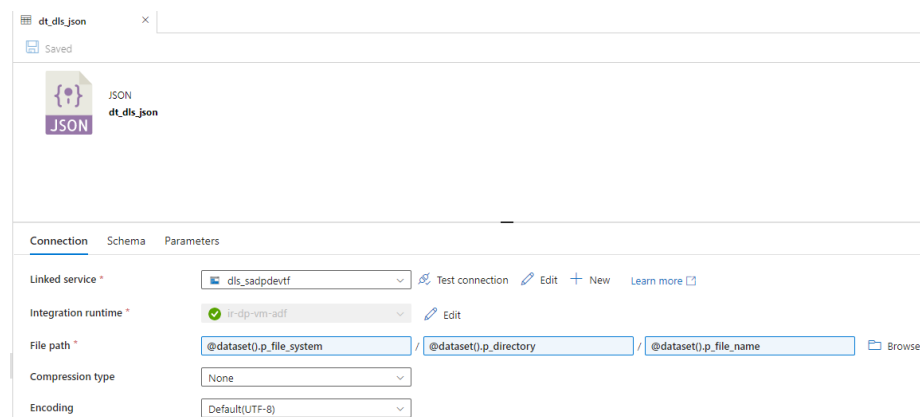 dt_dls_json ×
Saved
JSON
JSON
dt_dls_json
Connection Schema Parameters
Linked service * dls_sadpdevtf Test connection Edit New Learn more
Integration runtime * ir-dp-vm-adf Edit
File path * @dataset().p_file_system / @dataset().p_directory / @dataset().p_file_name Browse
Compression type None
Encoding Default(UTF-8)